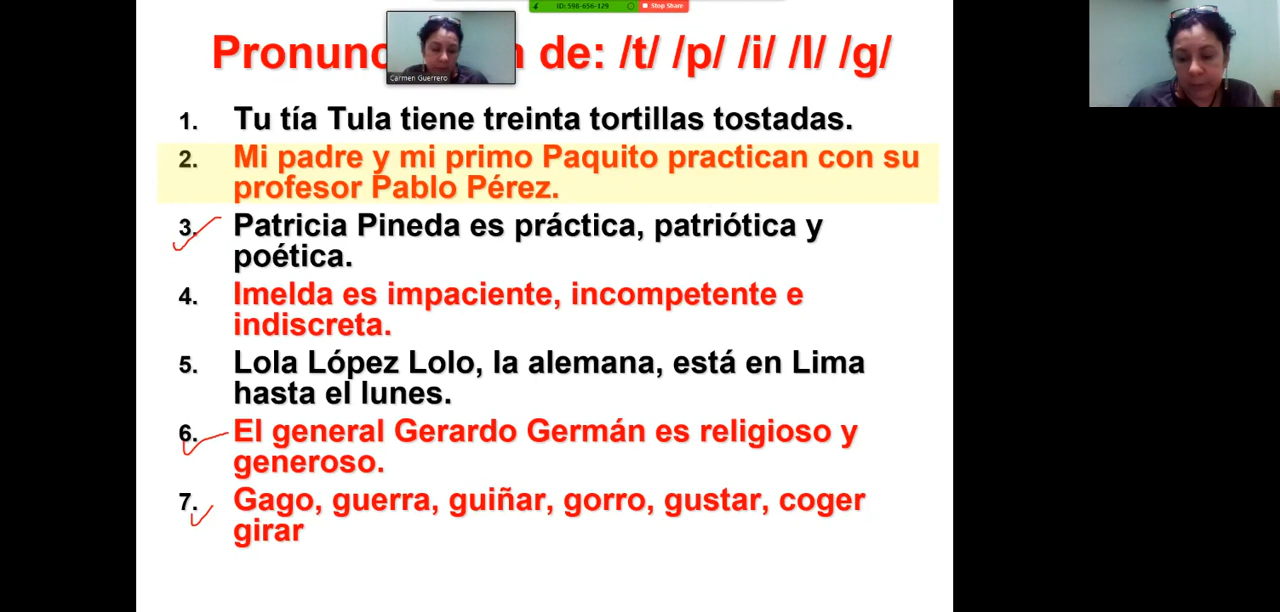 ID: 598-656-129 Stop Share
de: /t/ /p/ /i/ /l/ /g/
Carmen Guerrero
1. Tu tía Tula tiene treinta tortillas tostadas.
2. Mi padre y mi primo Paquito practican con su
profesor Pablo Pérez.
3. Patricia Pineda es práctica, patriótica y
poética.
4. Imelda es impaciente, incompetente e
indiscreta.
5. Lola López Lolo, la alemana, está en Lima
hasta el lunes.
6. El general Gerardo Germán es religioso y
generoso.
7. Gago, guerra, guiñar, gorro, gustar, coger
girar